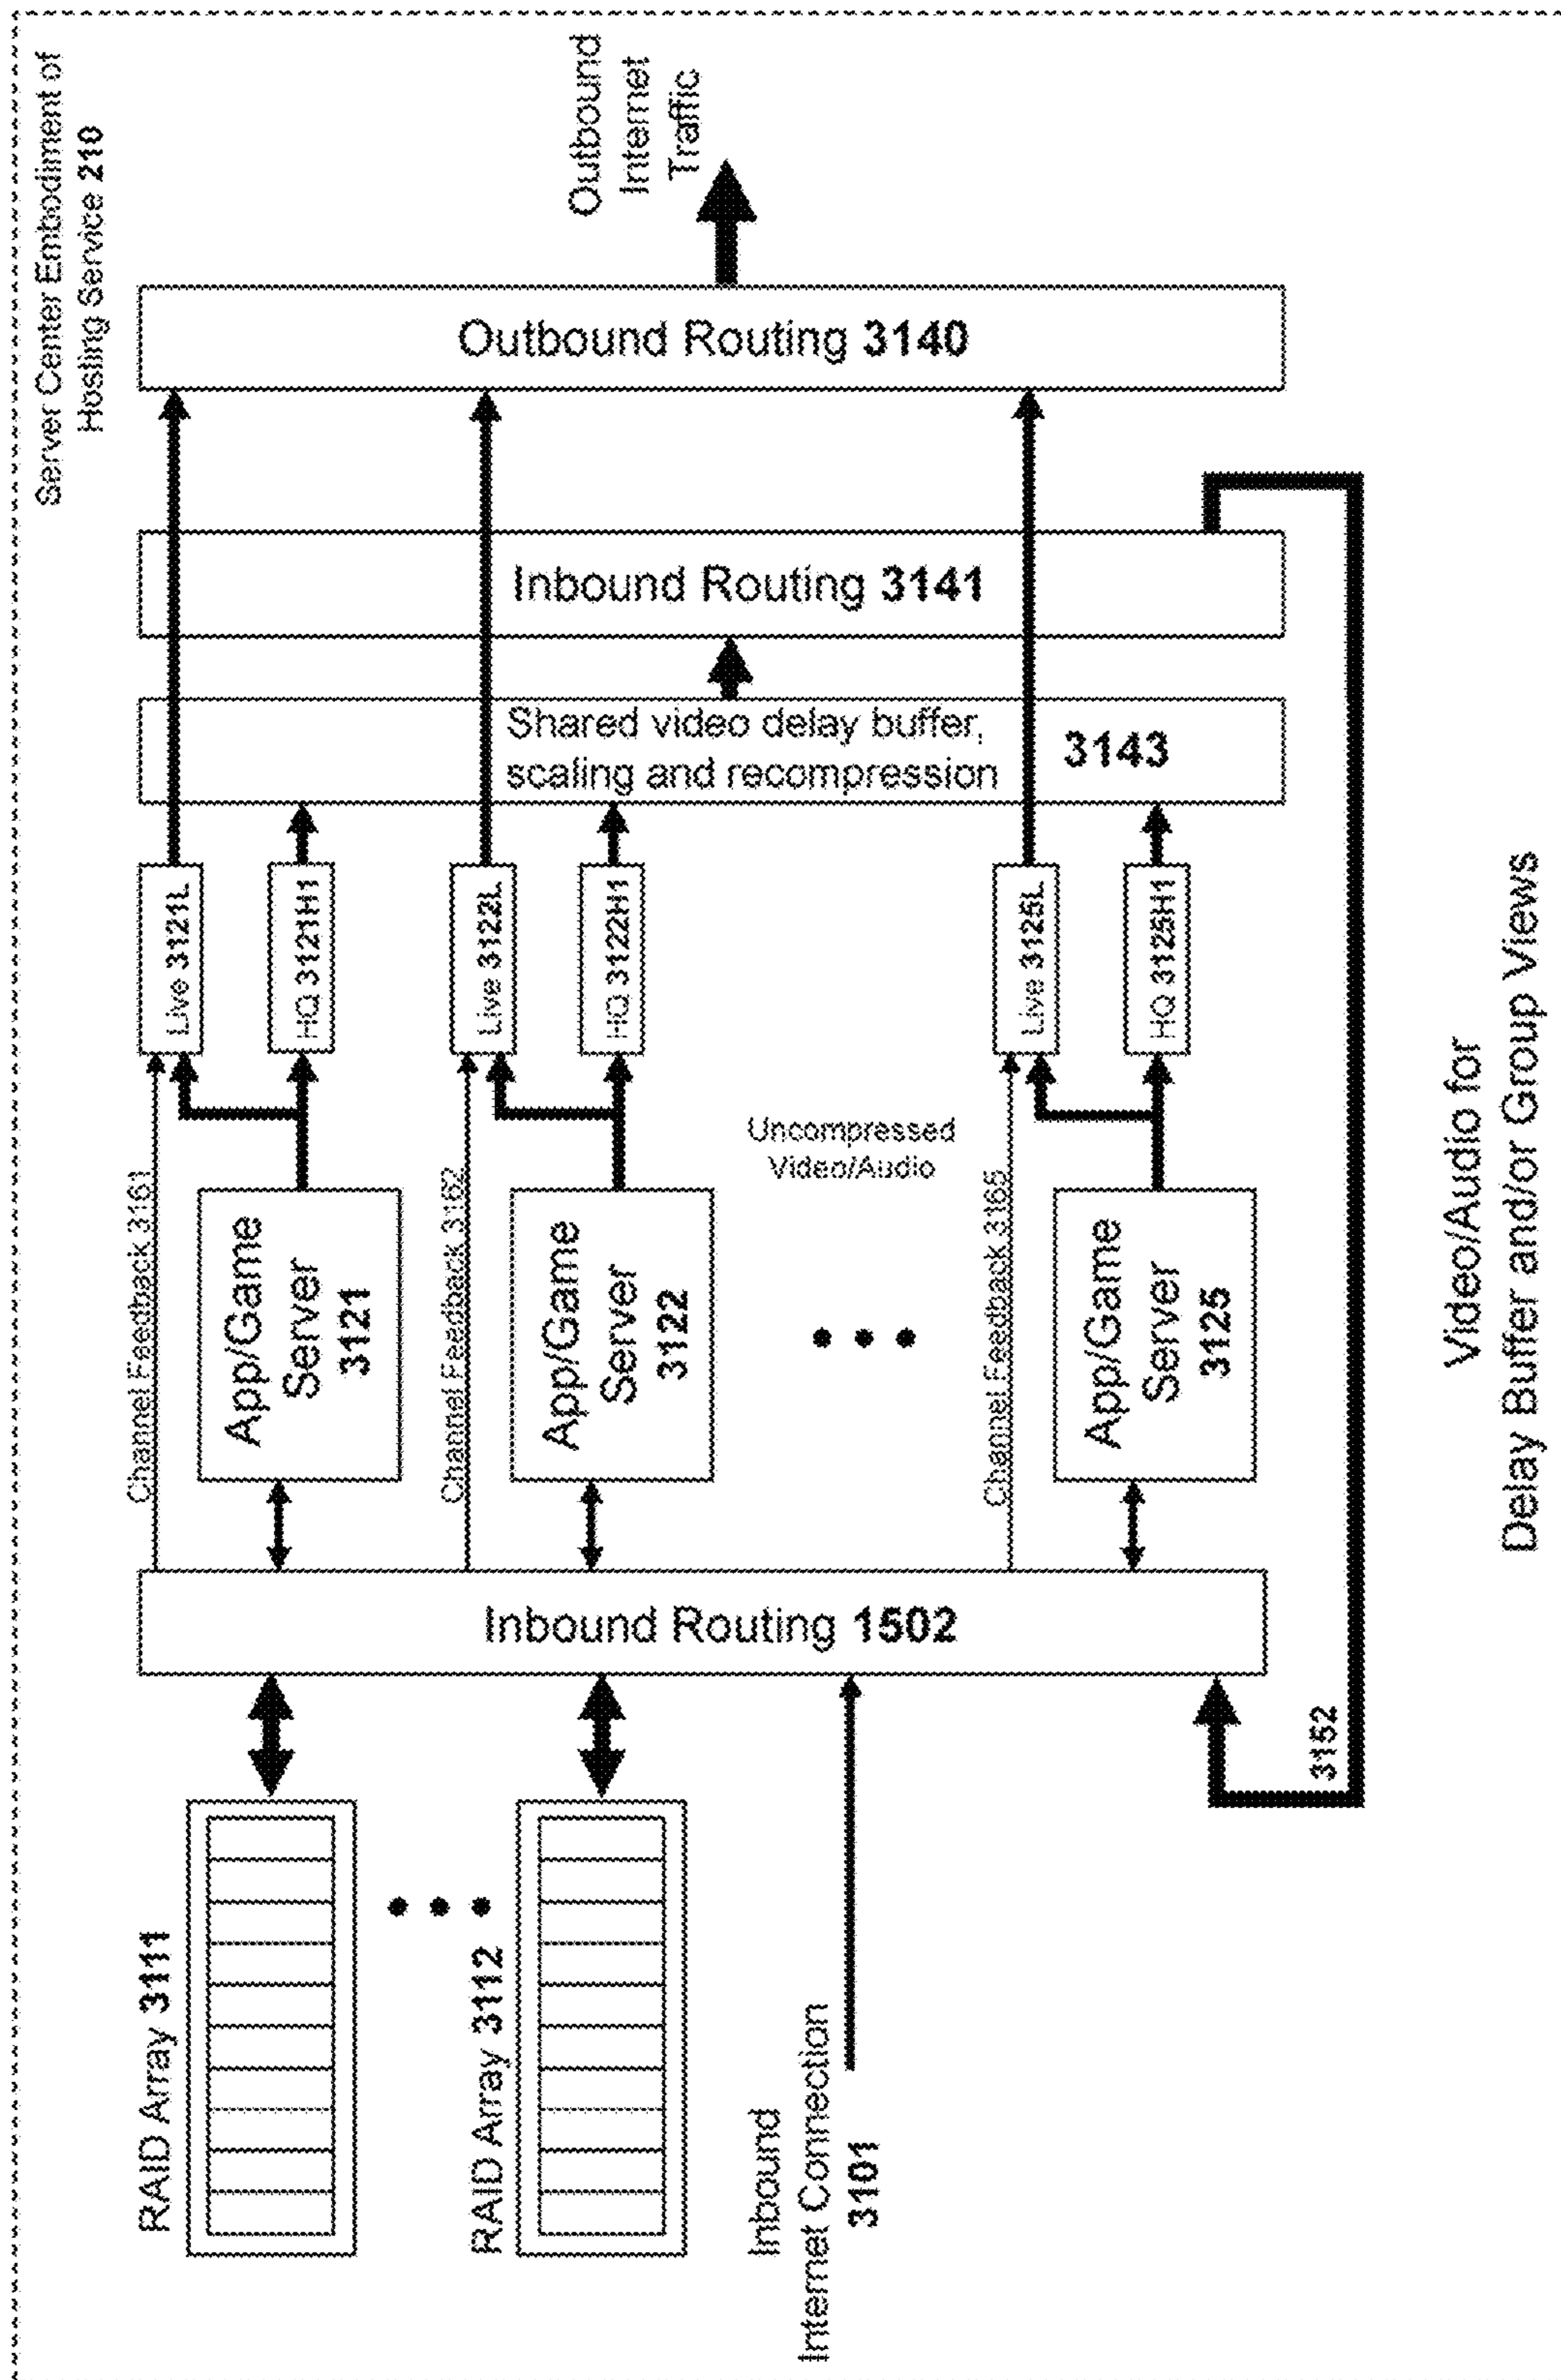 Server Center Embodiment of
Hosting Service 210
RAID Array 3111
RAID Array 3112
Inbound
Internet Connection
3101
Inbound Routing 1502
Channel Feedback 3161
App/Game
Server
3121
Channel Feedback 3162
App/Game
Server
3122
Uncompressed
Video/Audio
Channel Feedback 3165
App/Game
Server
3125
Live 3121L
HQ 3121H1
Live 3122L
HQ 3122H1
Live 3125L
HQ 3125H1
Shared video delay buffer,
scaling and recompression
3143
Inbound Routing 3141
Outbound Routing 3140
Outbound
Internet
Traffic
3152
Video/Audio for
Delay Buffer and/or Group Views